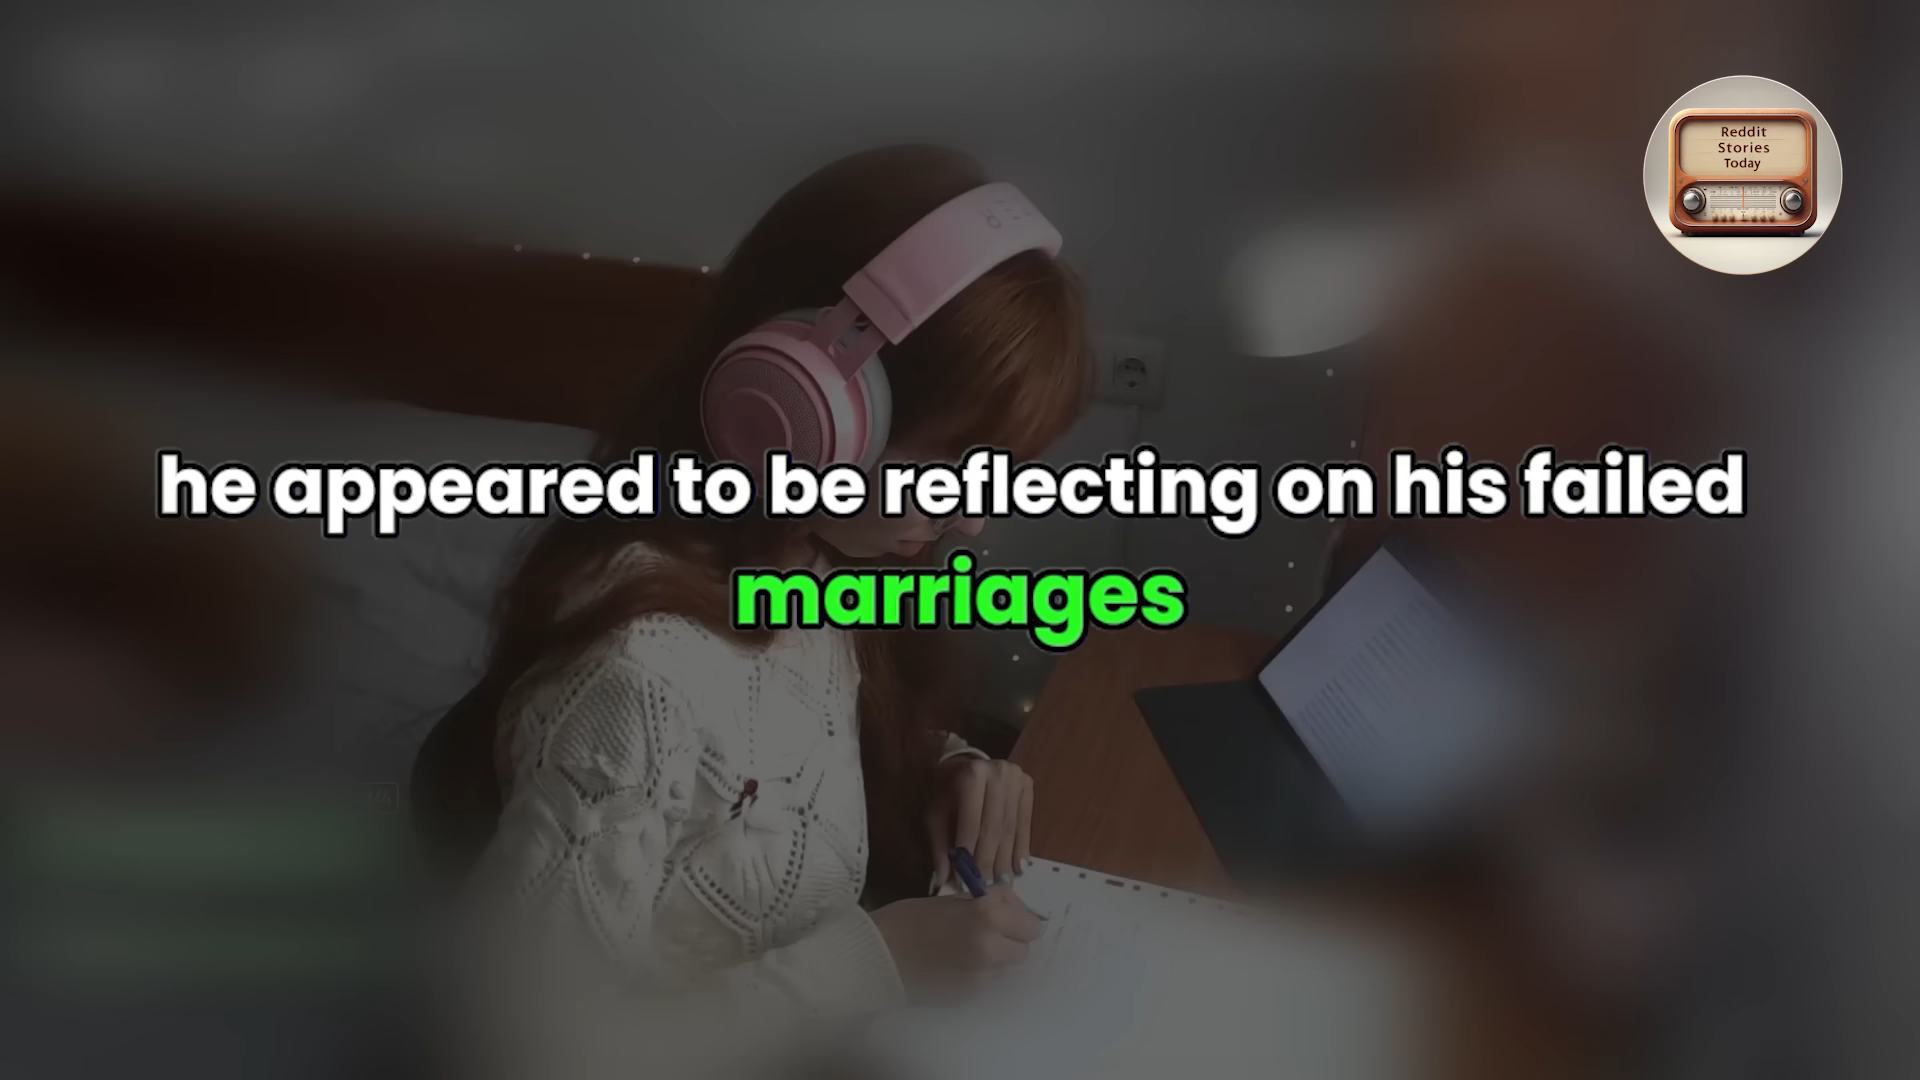 Reddit
Stories
Today
he appeared to be reflecting on his failed
marriages